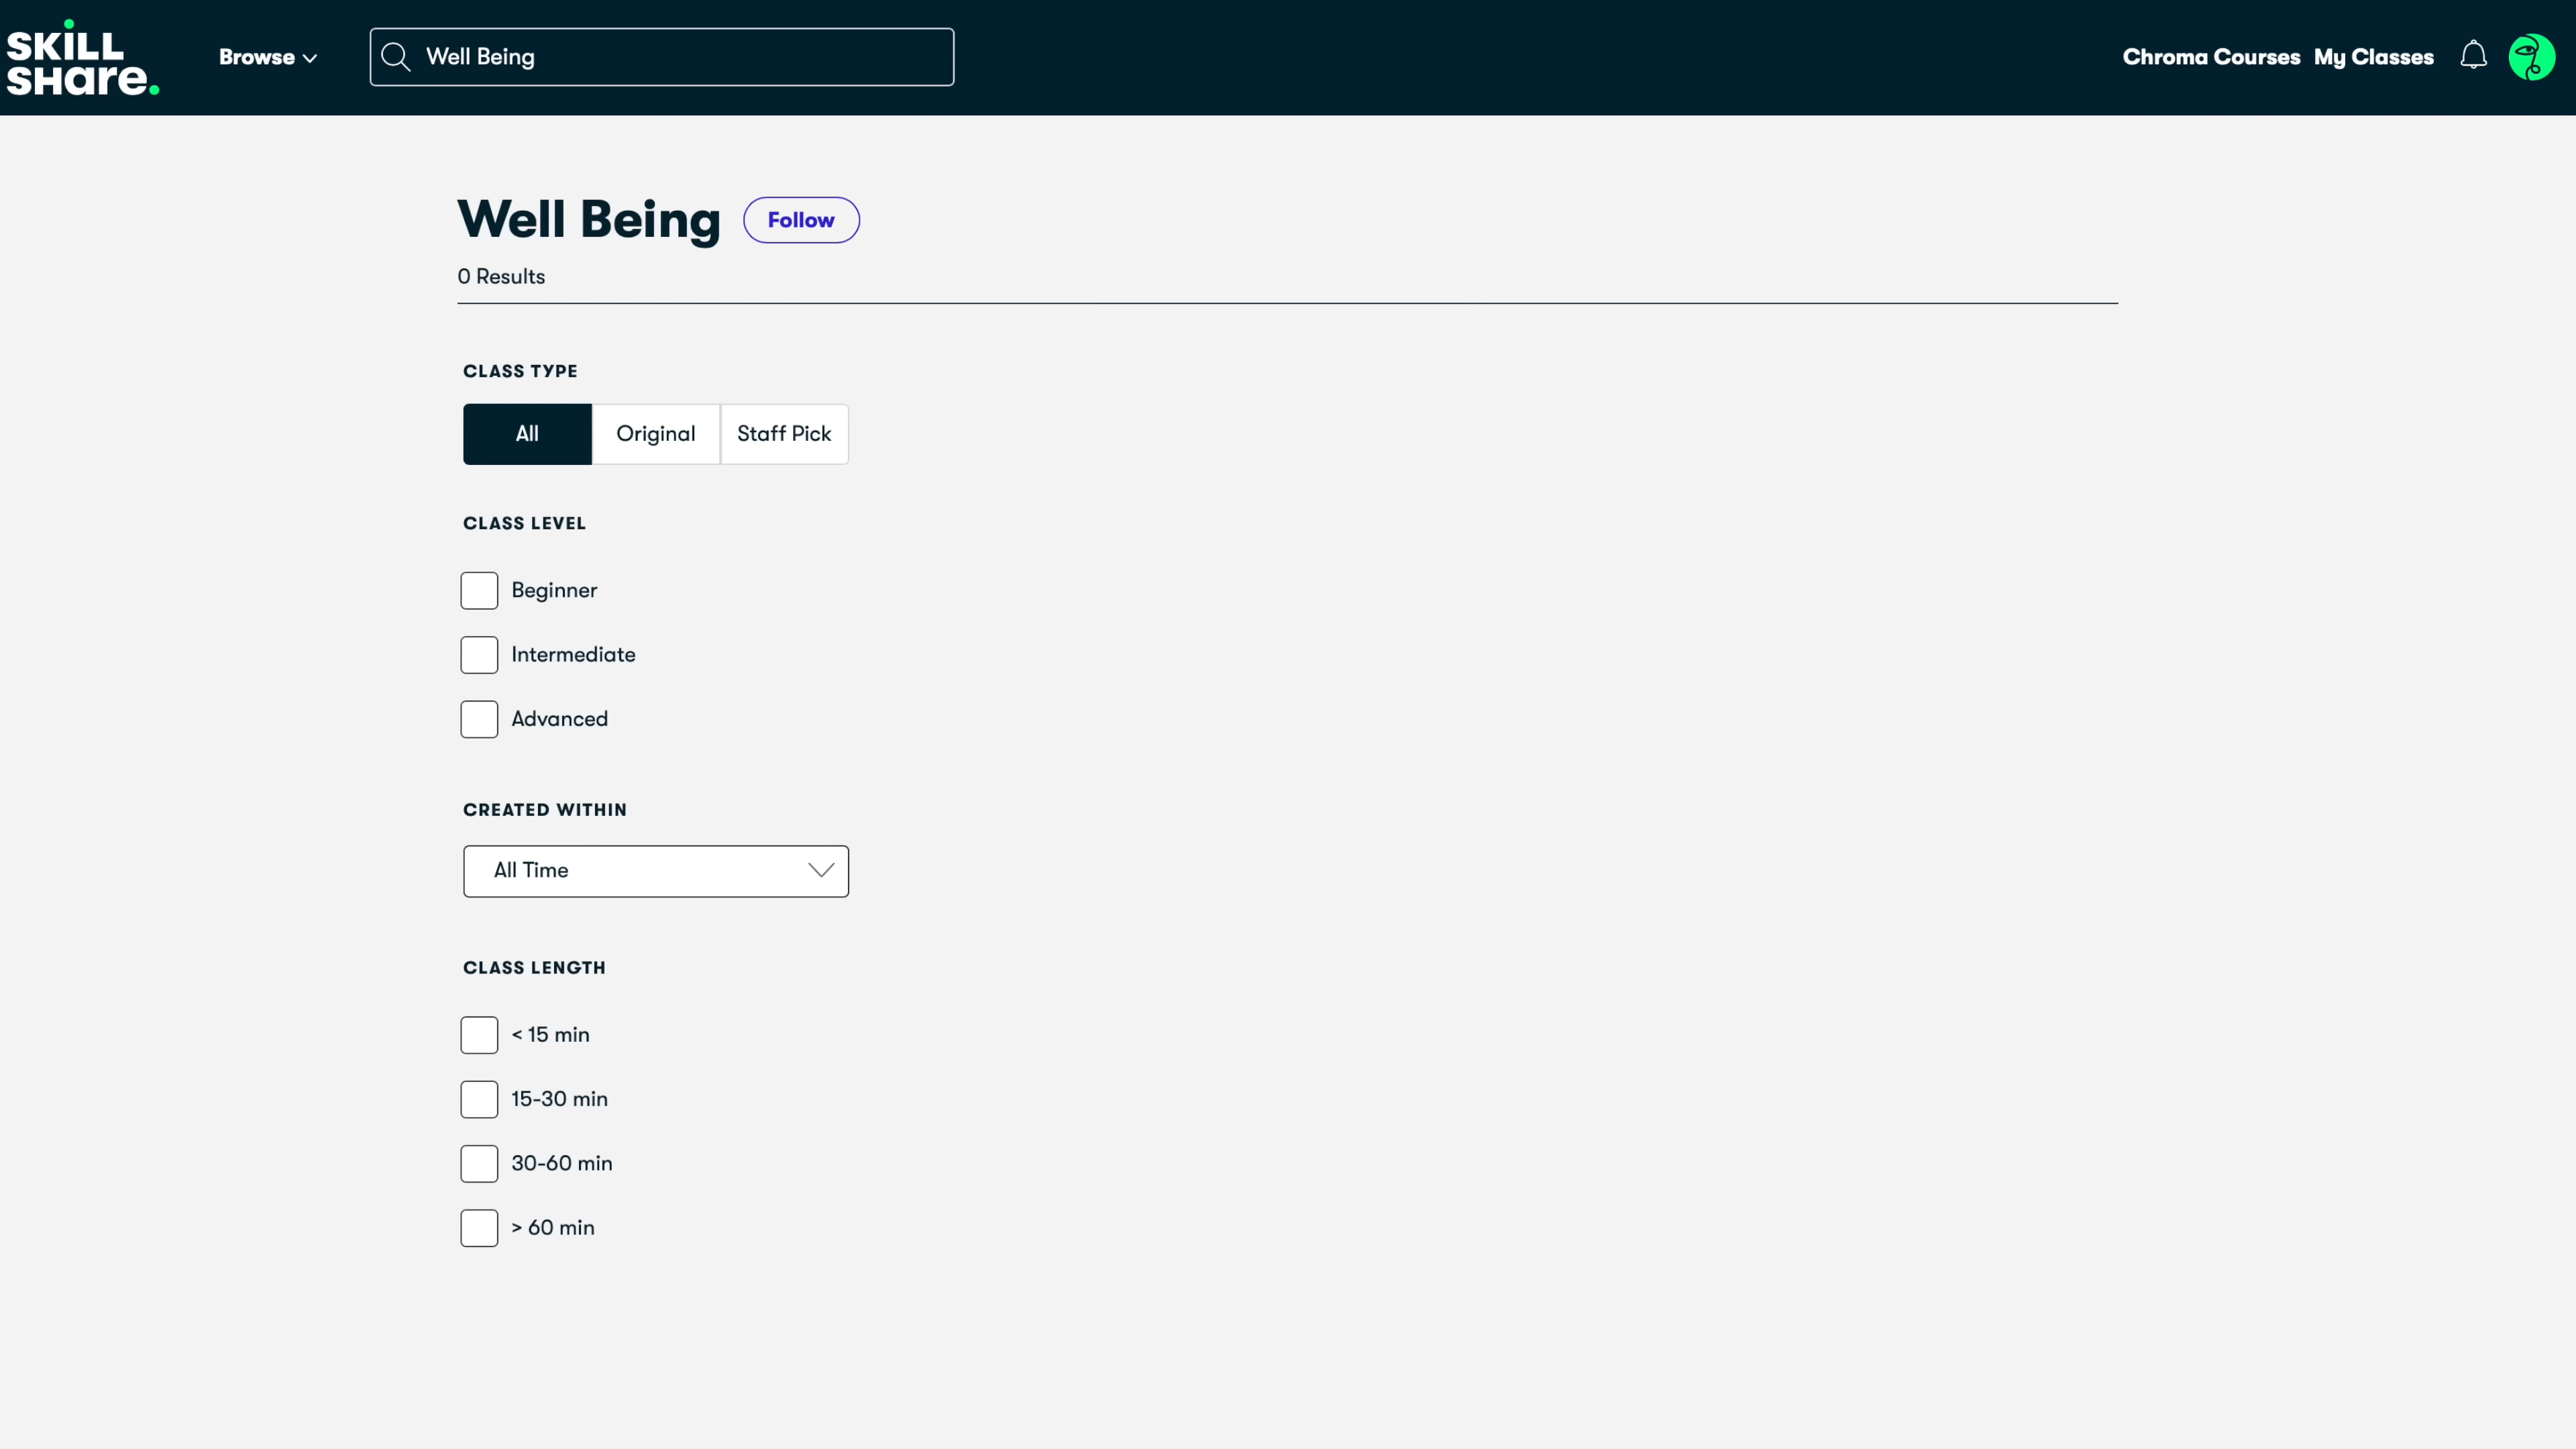 SKiLL
SHare.
Browse
Well Being
Chroma Courses
My Classes
Well Being
Follow
0 Results
CLASS TYPE
All
Original
Staff Pick
CLASS LEVEL
Beginner
Intermediate
Advanced
CREATED WITHIN
All Time
CLASS LENGTH
< 15 min
15-30 min
30-60 min
> 60 min